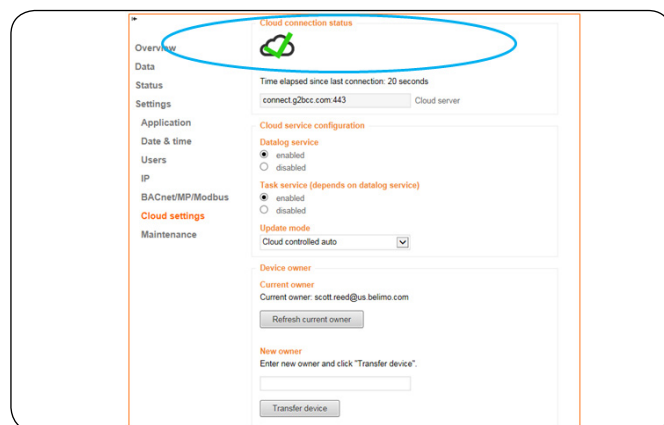 Cloud connection status
Overview
Data
Status
Settings
Application
Date & time
Users
IP
BACnet/MP/Modbus
Cloud settings
Maintenance
Time elapsed since last connection: 20 seconds
connect.g2bcc.com:443 Cloud server
Cloud service configuration
Datalog service
enabled
disabled
Task service (depends on datalog service)
enabled
disabled
Update mode
Cloud controlled auto
Device owner
Current owner
Current owner: scott.reed@us.belimo.com
Refresh current owner
New owner
Enter new owner and click "Transfer device".
Transfer device